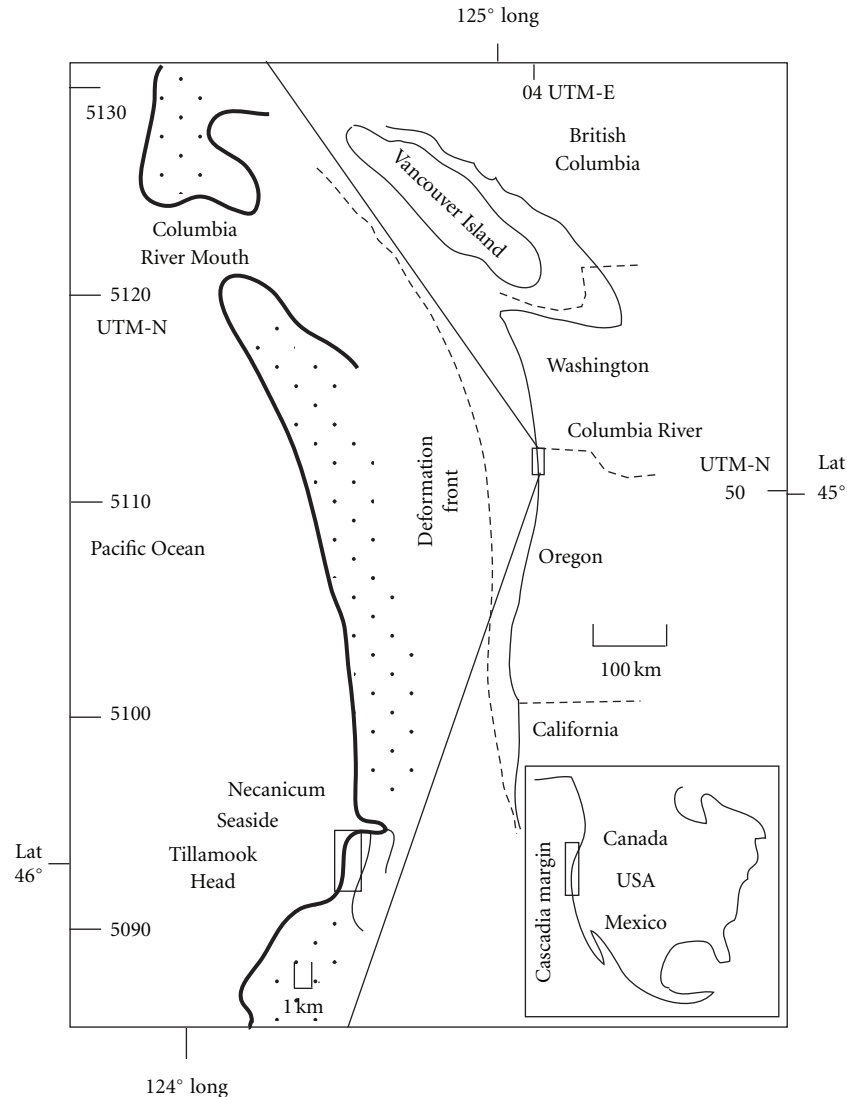 125° long
04 UTM-E
5130
British
Columbia
Vancouver Island
Columbia
River Mouth
5120
UTM-N
Washington
Columbia River
UTM-N
50
Lat
45°
Deformation
front
5110
Pacific Ocean
Oregon
100 km
5100
California
Necanicum
Seaside
Tillamook
Head
Lat
46°
5090
1 km
Cascadia margin
Canada
USA
Mexico
124° long